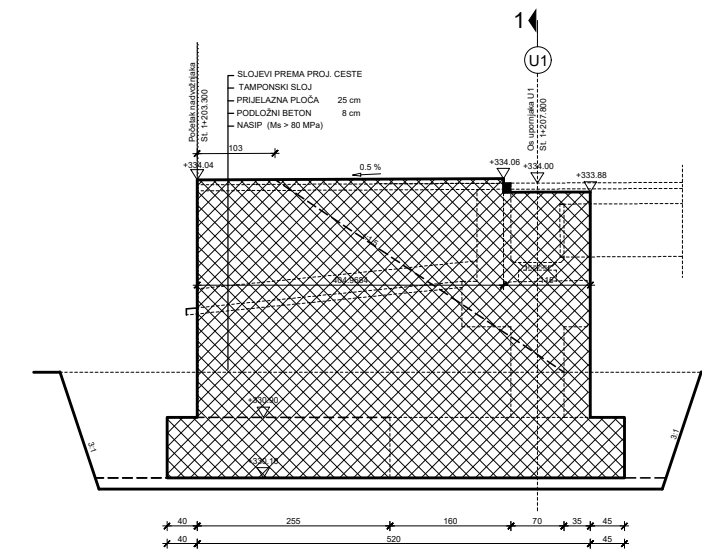 1
U1
Početak nadvožnjaka
St. 1+203.300
SLOJEVI PREMA PROJ. CESTE
TAMPONSKI SLOJ
PRIJELAZNA PLOČA 25 cm
PODLOŽNI BETON 8 cm
NASIP (Ms > 80 MPa)
Os upornjaka U1
St. 1+207.800
103
+334.04
0.5 %
+334.06
+334.00
+333.88
+330.90
3:1
3:1
40 255 160 70 35 45
40 520 45